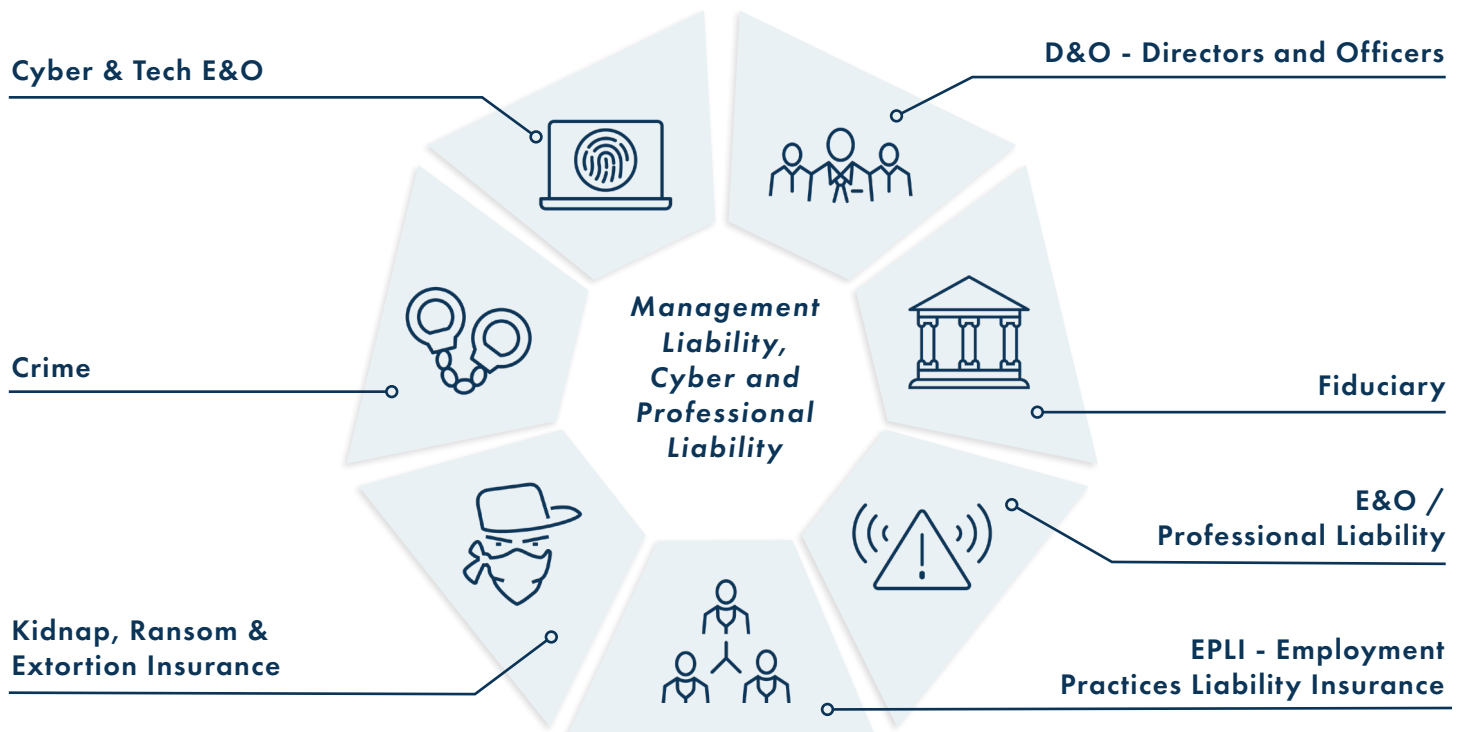 Cyber & Tech E&O
D&O - Directors and Officers
Management
Liability,
Cyber and
Professional
Liability
Crime
Fiduciary
E&O /
Professional Liability
Kidnap, Ransom &
Extortion Insurance
EPLI - Employment
Practices Liability Insurance